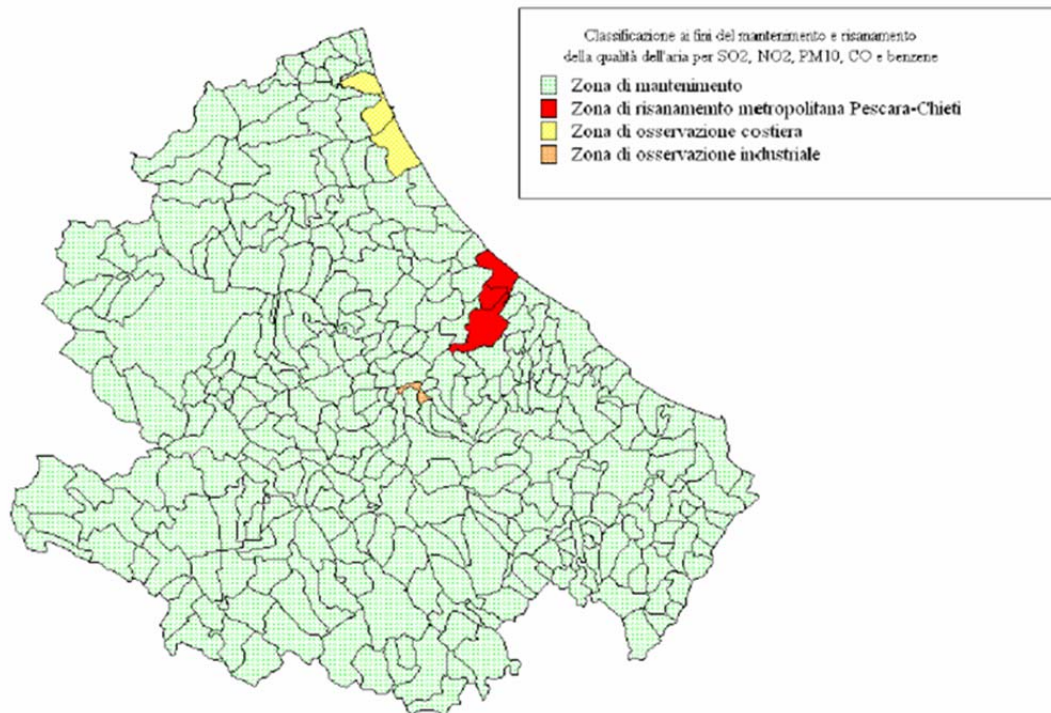 Classificazione ai fini del mantenimento e risanamento
della qualità dell'aria per SO2, NO2, PM10, CO e benzene
Zona di mantenimento
Zona di risanamemto metropolitana Pescara-Chieti
Zona di osservazione costiera
Zona di osservazione industriale